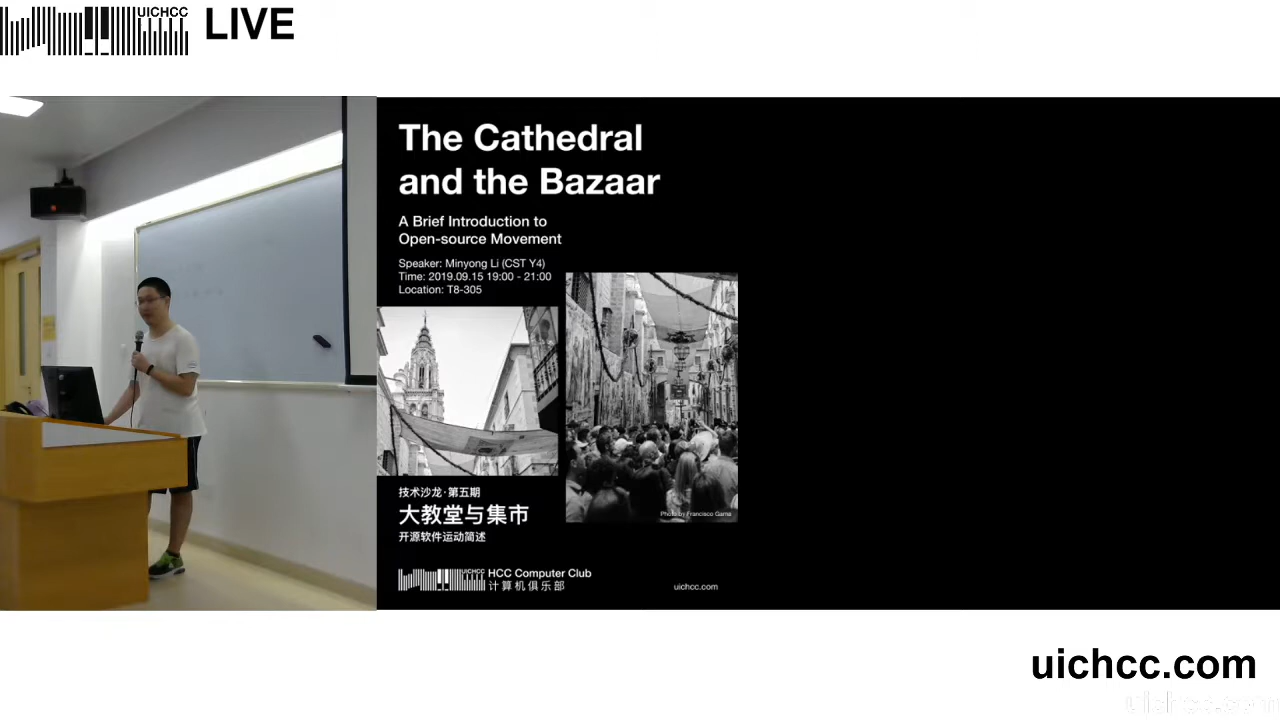 UICHCC
LIVE
The Cathedral
and the Bazaar
A Brief Introduction to
Open-source Movement
Speaker: Minyong Li (CST Y4)
Time: 2019.09.15 19:00 - 21:00
Location: T8-305
Photo by Francisco Gama
技术沙龙·第五期
大教堂与集市
开源软件运动简述
UICHCC
HCC Computer Club
计算机俱乐部
uichcc.com
uichcc.com
uichcc.com